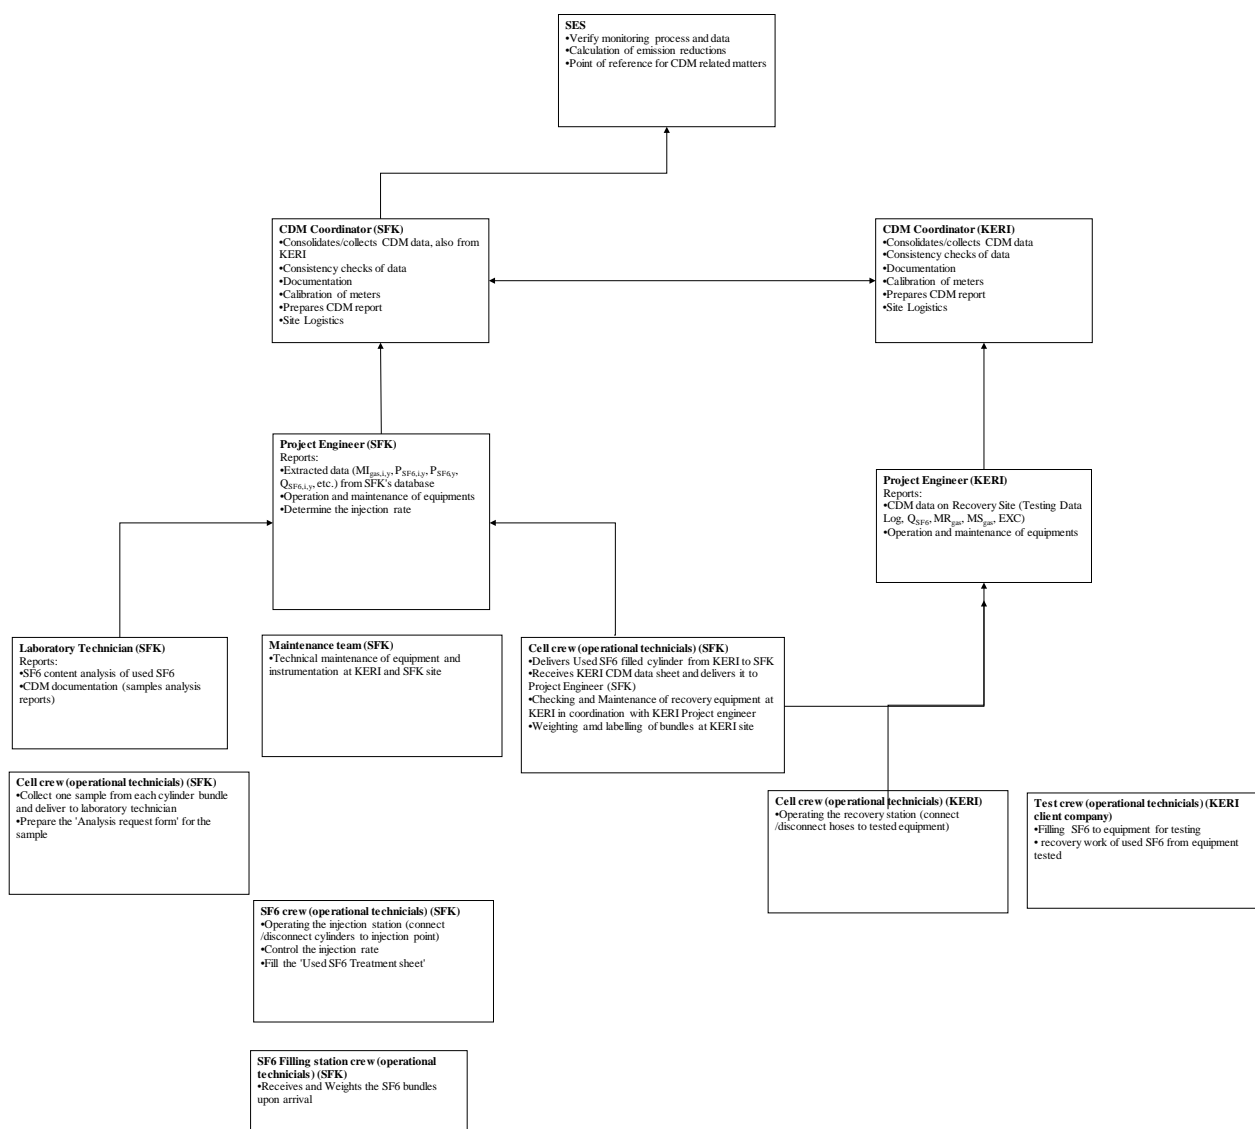 SES
•Verify monitoring process and data
•Calculation of emission reductions
•Point of reference for CDM related matters
CDM Coordinator (SFK)
•Consolidates/collects CDM data, also from
KERI
•Consistency checks of data
•Documentation
•Calibration of meters
•Prepares CDM report
•Site Logistics
CDM Coordinator (KERI)
•Consolidates/collects CDM data
•Consistency checks of data
•Documentation
•Calibration of meters
•Prepares CDM report
•Site Logistics
Project Engineer (SFK)
Reports:
•Extracted data (MIgas,i,y, PSF6,i,y, PSF6,y,
QSF6,i,y, etc.) from SFK's database
•Operation and maintenance of equipments
•Determine the injection rate
Project Engineer (KERI)
Reports:
•CDM data on Recovery Site (Testing Data
Log, QSF6, MRgas, MSgas, EXC)
•Operation and maintenance of equipments
Laboratory Technician (SFK)
Reports:
•SF6 content analysis of used SF6
•CDM documentation (samples analysis
reports)
Maintenance team (SFK)
•Technical maintenance of equipment and
instrumentation at KERI and SFK site
Cell crew (operational technicials) (SFK)
•Delivers Used SF6 filled cylinder from KERI to SFK
•Receives KERI CDM data sheet and delivers it to
Project Engineer (SFK)
•Checking and Maintenance of recovery equipment at
KERI in coordination with KERI Project engineer
•Weighting amd labelling of bundles at KERI site
Cell crew (operational technicials) (SFK)
•Collect one sample from each cylinder bundle
and deliver to laboratory technician
•Prepare the 'Analysis request form' for the
sample
Cell crew (operational technicials) (KERI)
•Operating the recovery station (connect
/disconnect hoses to tested equipment)
Test crew (operational technicials) (KERI
client company)
•Filling SF6 to equipment for testing
• recovery work of used SF6 from equipment
tested
SF6 crew (operational technicials) (SFK)
•Operating the injection station (connect
/disconnect cylinders to injection point)
•Control the injection rate
•Fill the 'Used SF6 Treatment sheet'
SF6 Filling station crew (operational
technicials) (SFK)
•Receives and Weights the SF6 bundles
upon arrival